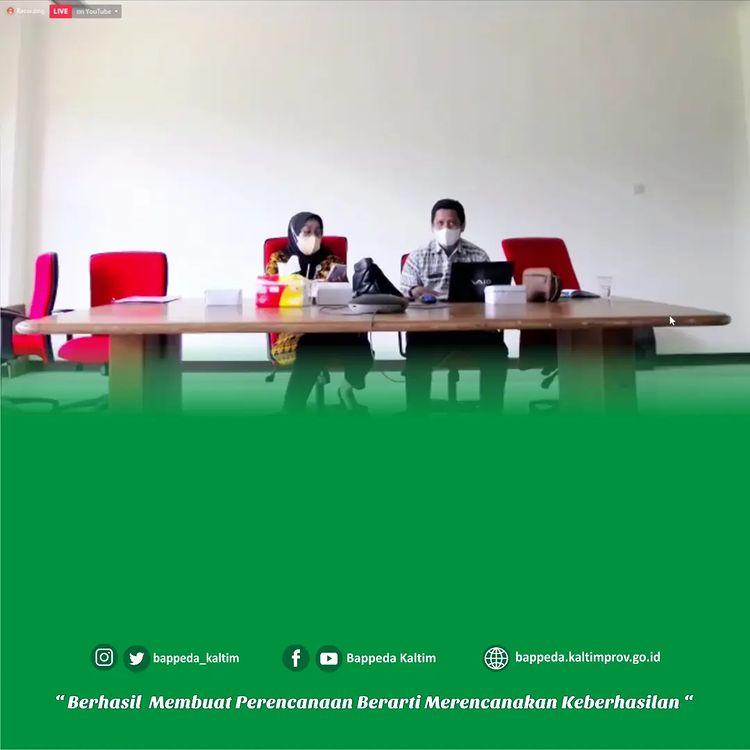 Recording
LIVE on YouTube
VAIO
bappeda_kaltim
Bappeda Kaltim
bappeda.kaltimprov.go.id
“ Berhasil Membuat Perencanaan Berarti Merencanakan Keberhasilan “